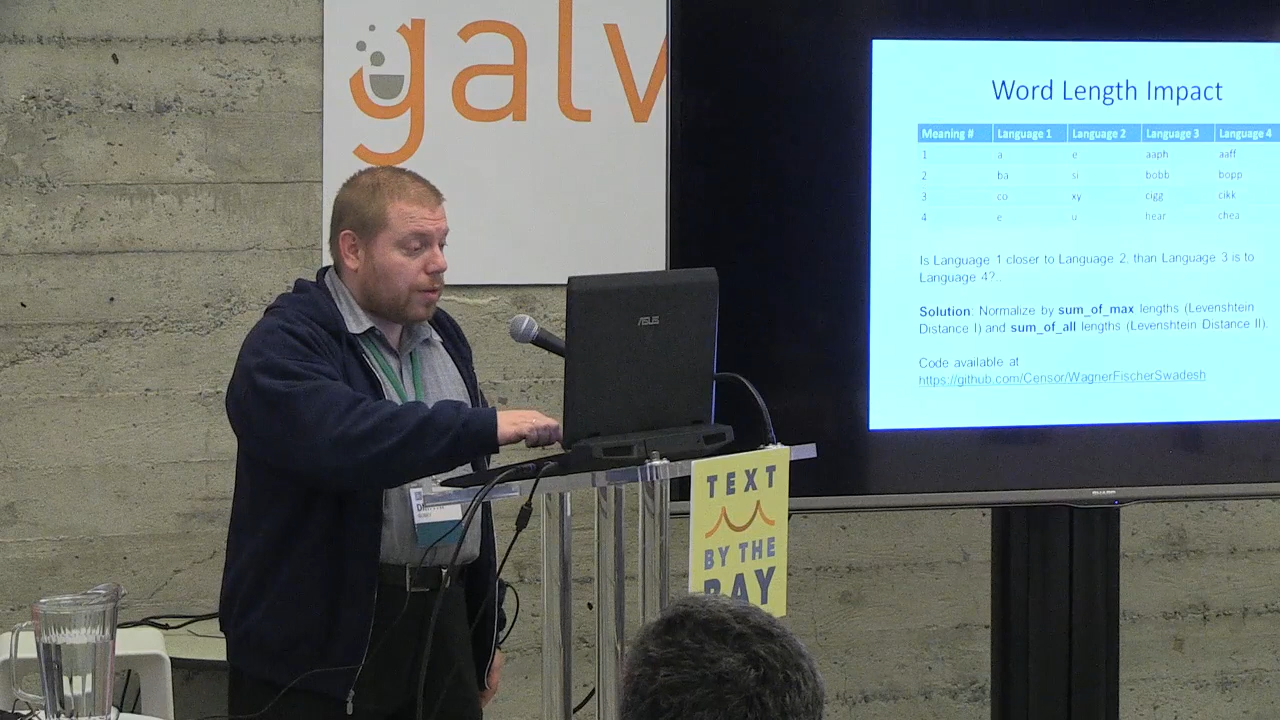 galv
Word Length Impact
Meaning # Language 1 Language 2 Language 3 Language 4
1 a e aaph aaff
2 ba si bobb bopp
3 co xy cigg cikk
4 e u hear chea
Is Language 1 closer to Language 2, than Language 3 is to
Language 4?..
Solution: Normalize by sum_of_max lengths (Levenshtein
Distance I) and sum_of_all lengths (Levenshtein Distance II).
Code available at
https://github.com/Censor/WagnerFischerSwadesh
ASUS
SHARP
TEXT
BY THE
BAY